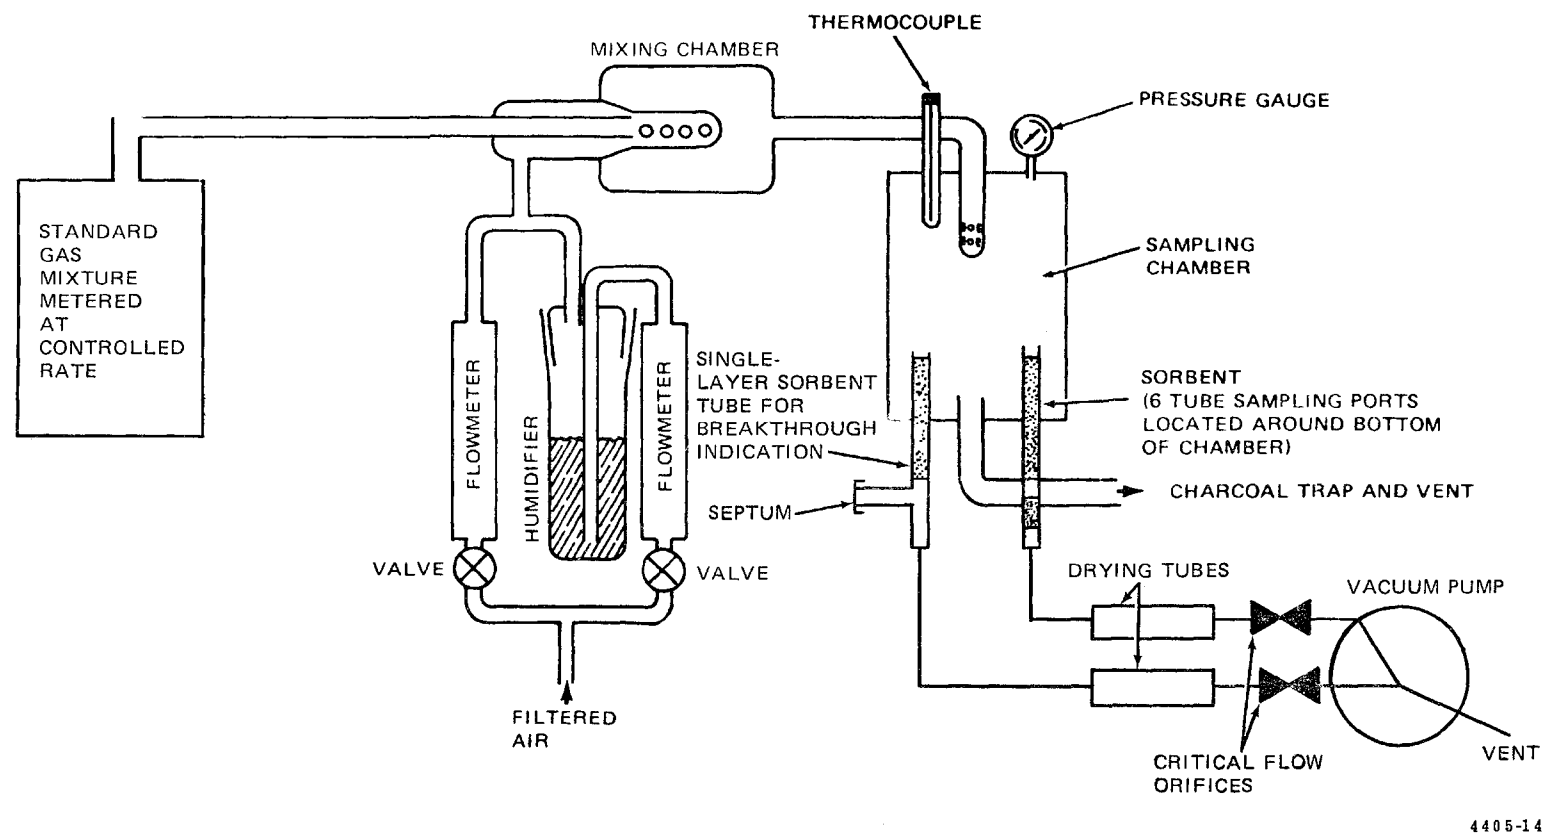 THERMOCOUPLE
MIXING CHAMBER
PRESSURE GAUGE
STANDARD
GAS
MIXTURE
METERED
AT
CONTROLLED
RATE
SAMPLING
CHAMBER
FLOWMETER
HUMIDIFIER
FLOWMETER
SINGLE-
LAYER SORBENT
TUBE FOR
BREAKTHROUGH
INDICATION
SORBENT
(6 TUBE SAMPLING PORTS
LOCATED AROUND BOTTOM
OF CHAMBER)
SEPTUM
CHARCOAL TRAP AND VENT
VALVE
VALVE
DRYING TUBES
VACUUM PUMP
FILTERED
AIR
CRITICAL FLOW
ORIFICES
VENT
4405-14